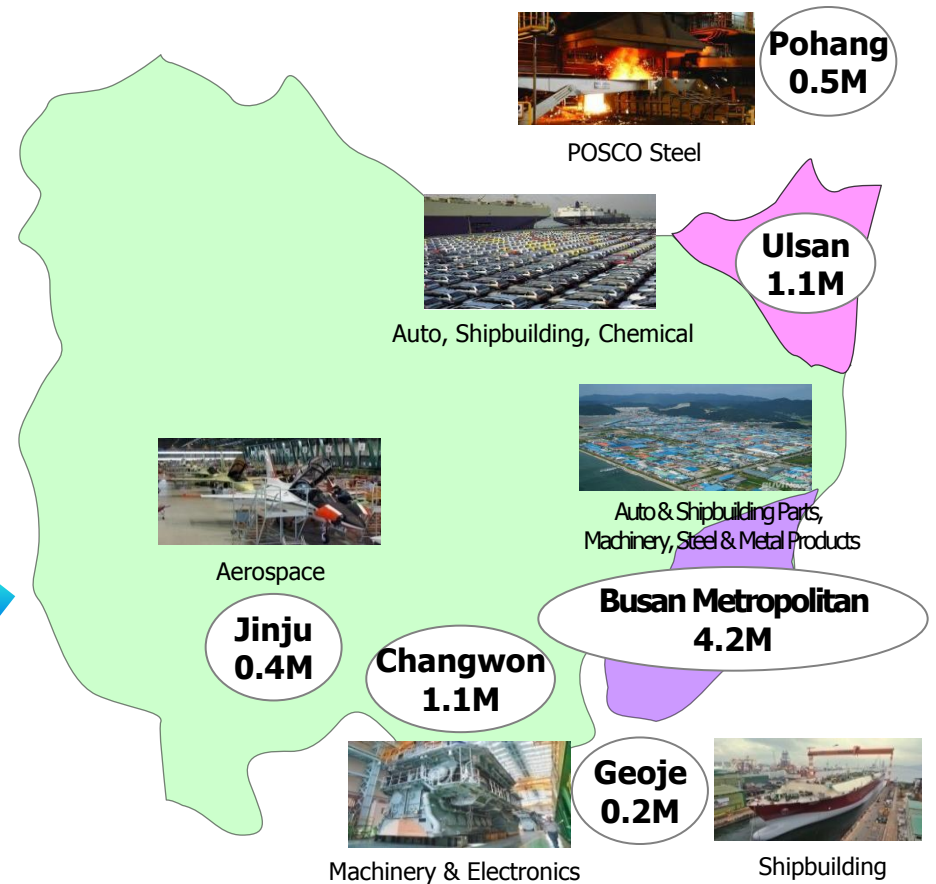 Pohang
0.5M
POSCO Steel
Ulsan
1.1M
Auto, Shipbuilding, Chemical
Auto & Shipbuilding Parts,
Machinery, Steel & Metal Products
Aerospace
Busan Metropolitan
4.2M
Jinju
0.4M
Changwon
1.1M
Geoje
0.2M
Machinery & Electronics
Shipbuilding